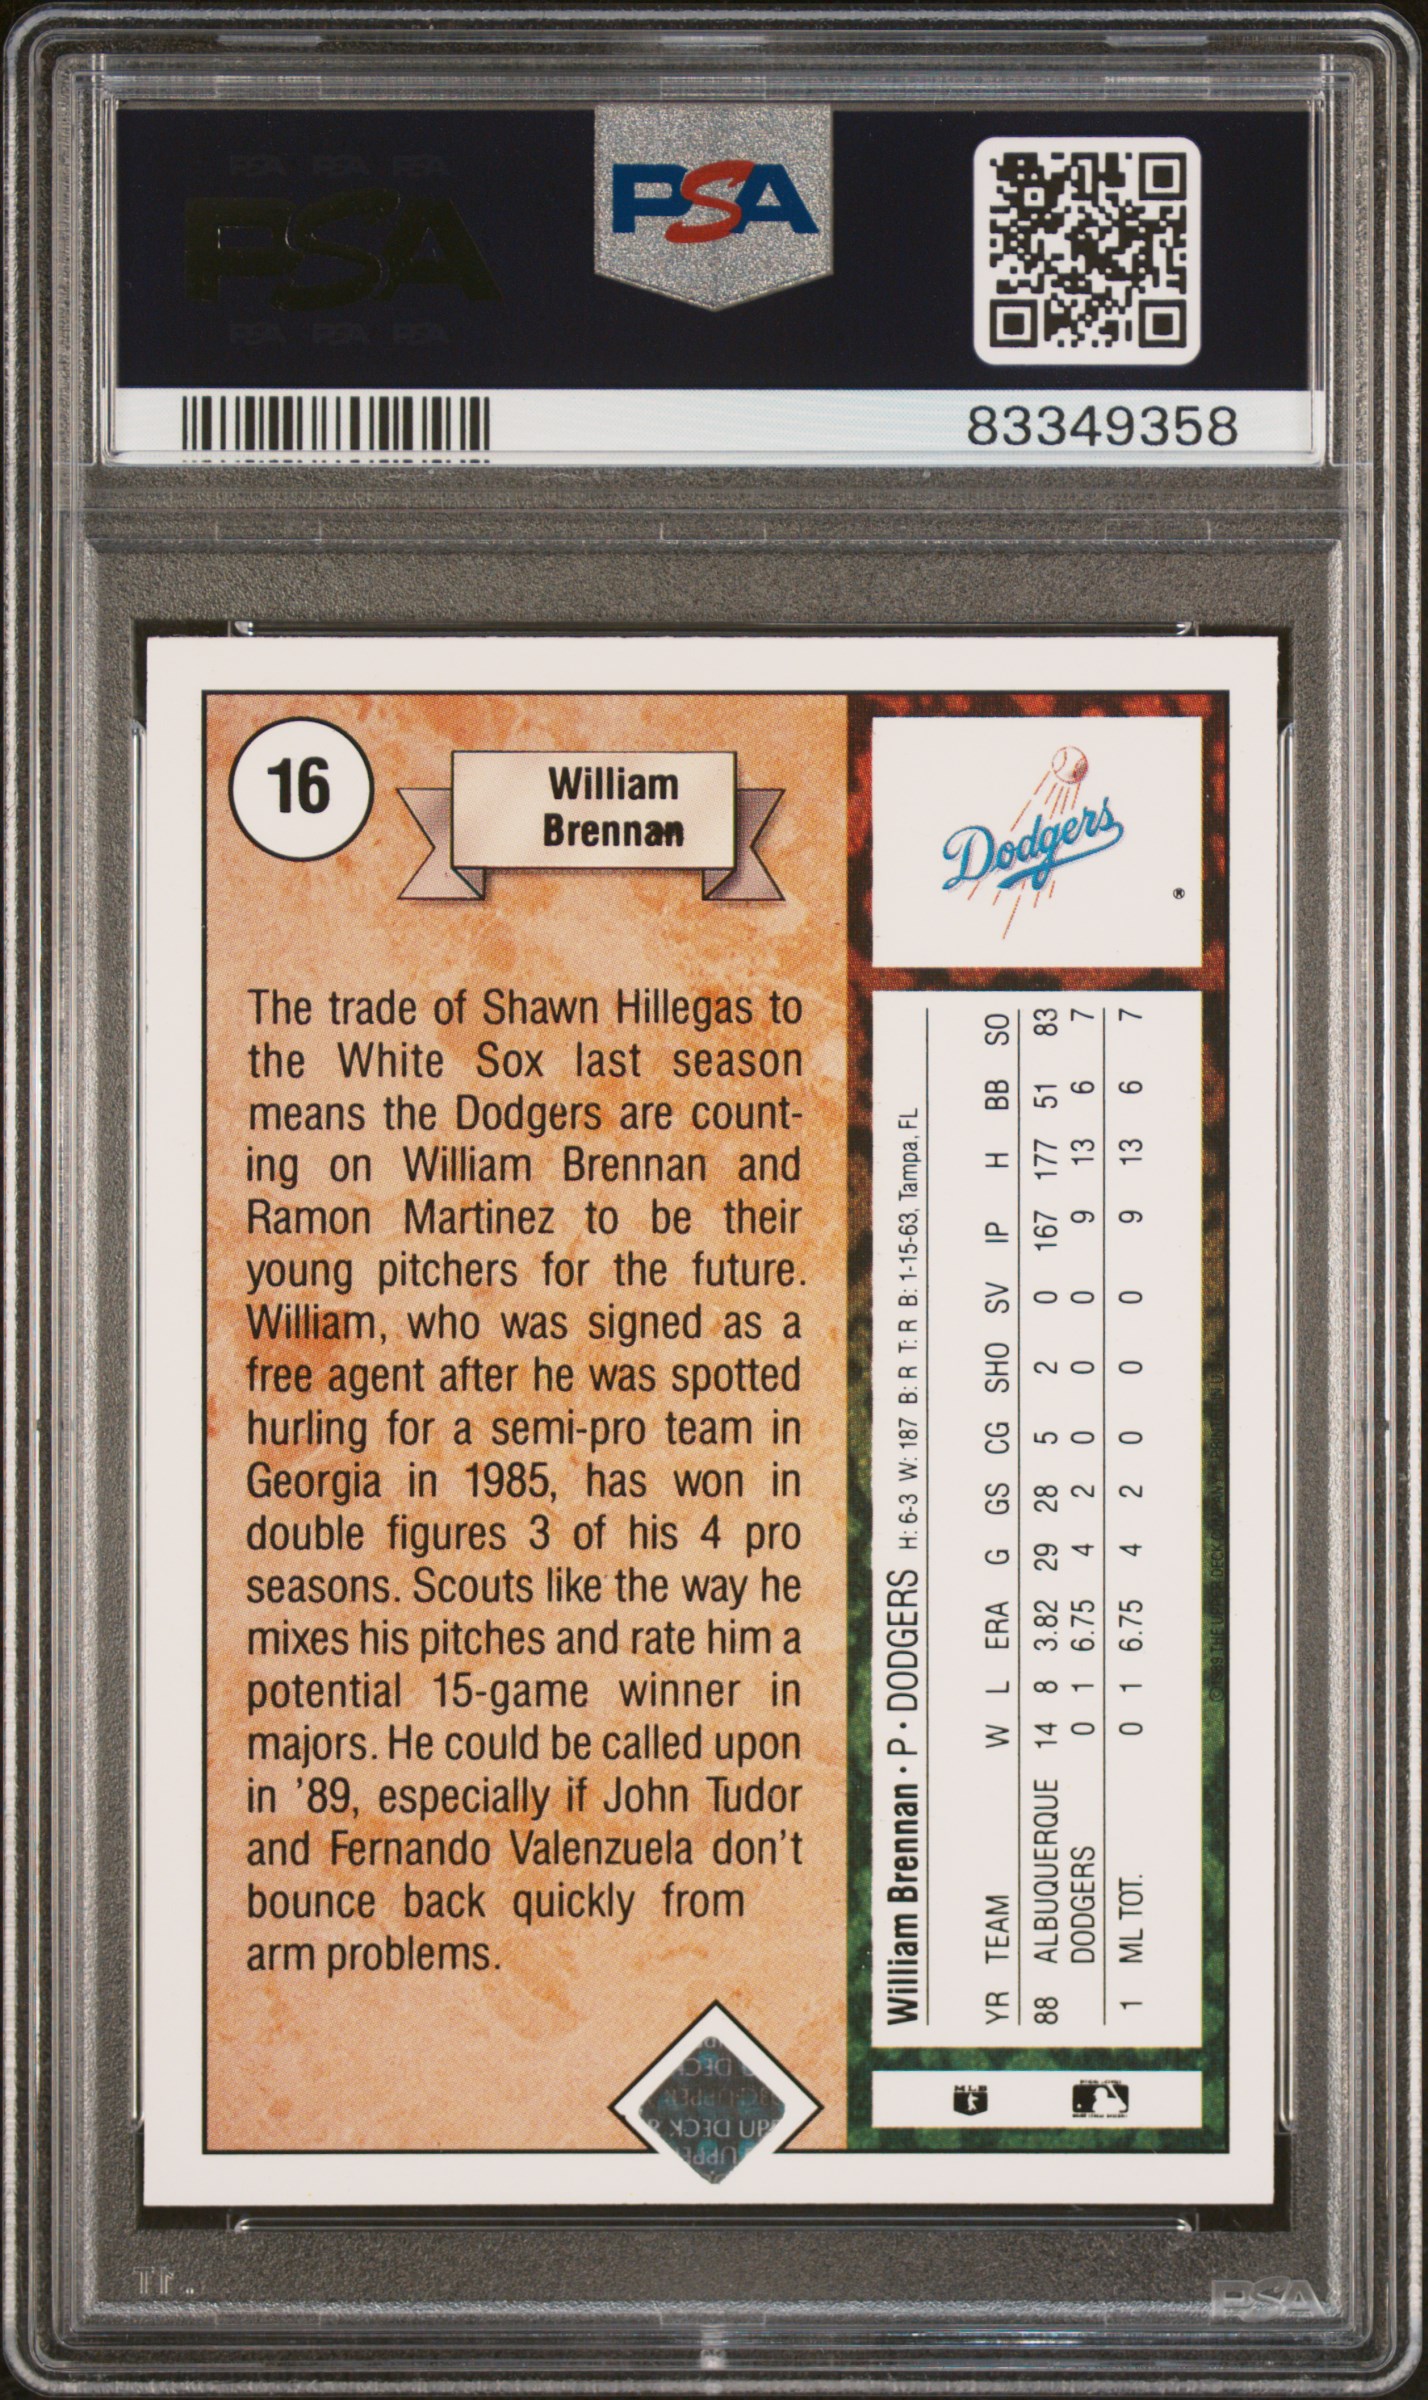 PSA PSA PSA
PSA
PSA PSA PSA
PSA
83349358
16
William
Brennan
Dodgers
®
The trade of Shawn Hillegas to
the White Sox last season
means the Dodgers are count-
ing on William Brennan and
Ramon Martinez to be their
young pitchers for the future.
William, who was signed as a
free agent after he was spotted
hurling for a semi-pro team in
Georgia in 1985, has won in
double figures 3 of his 4 pro
seasons. Scouts like the way he
mixes his pitches and rate him a
potential 15-game winner in
majors. He could be called upon
in ’89, especially if John Tudor
and Fernando Valenzuela don’t
bounce back quickly from
arm problems.
William Brennan • P • DODGERS H: 6-3 W: 187 B: R T: R B: 1-15-63, Tampa, FL
YR TEAM W L ERA G GS CG SHO SV IP H BB SO
88 ALBUQUERQUE 14 8 3.82 29 28 5 2 0 167 177 51 83
DODGERS 0 1 6.75 4 2 0 0 0 9 13 6 7
1 ML TOT. 0 1 6.75 4 2 0 0 0 9 13 6 7
MLB
PSA